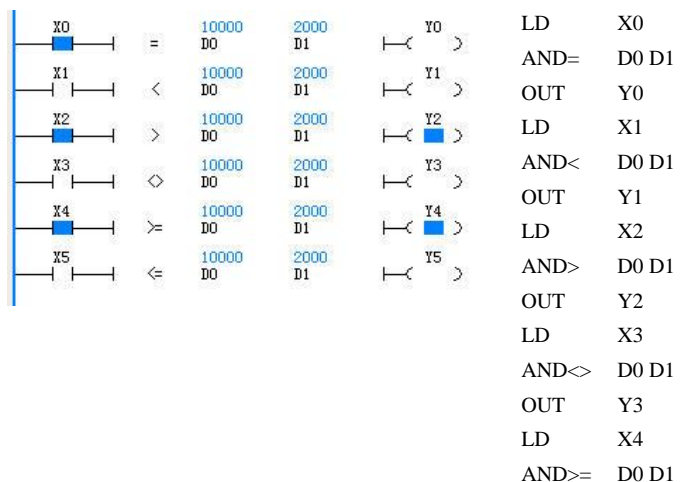 X0 10000 2000 Y0
= D0 D1
X1 10000 2000 Y1
< D0 D1
X2 10000 2000 Y2
> D0 D1
X3 10000 2000 Y3
<> D0 D1
X4 10000 2000 Y4
>= D0 D1
X5 10000 2000 Y5
<= D0 D1
LD X0
AND= D0 D1
OUT Y0
LD X1
AND< D0 D1
OUT Y1
LD X2
AND> D0 D1
OUT Y2
LD X3
AND<> D0 D1
OUT Y3
LD X4
AND>= D0 D1